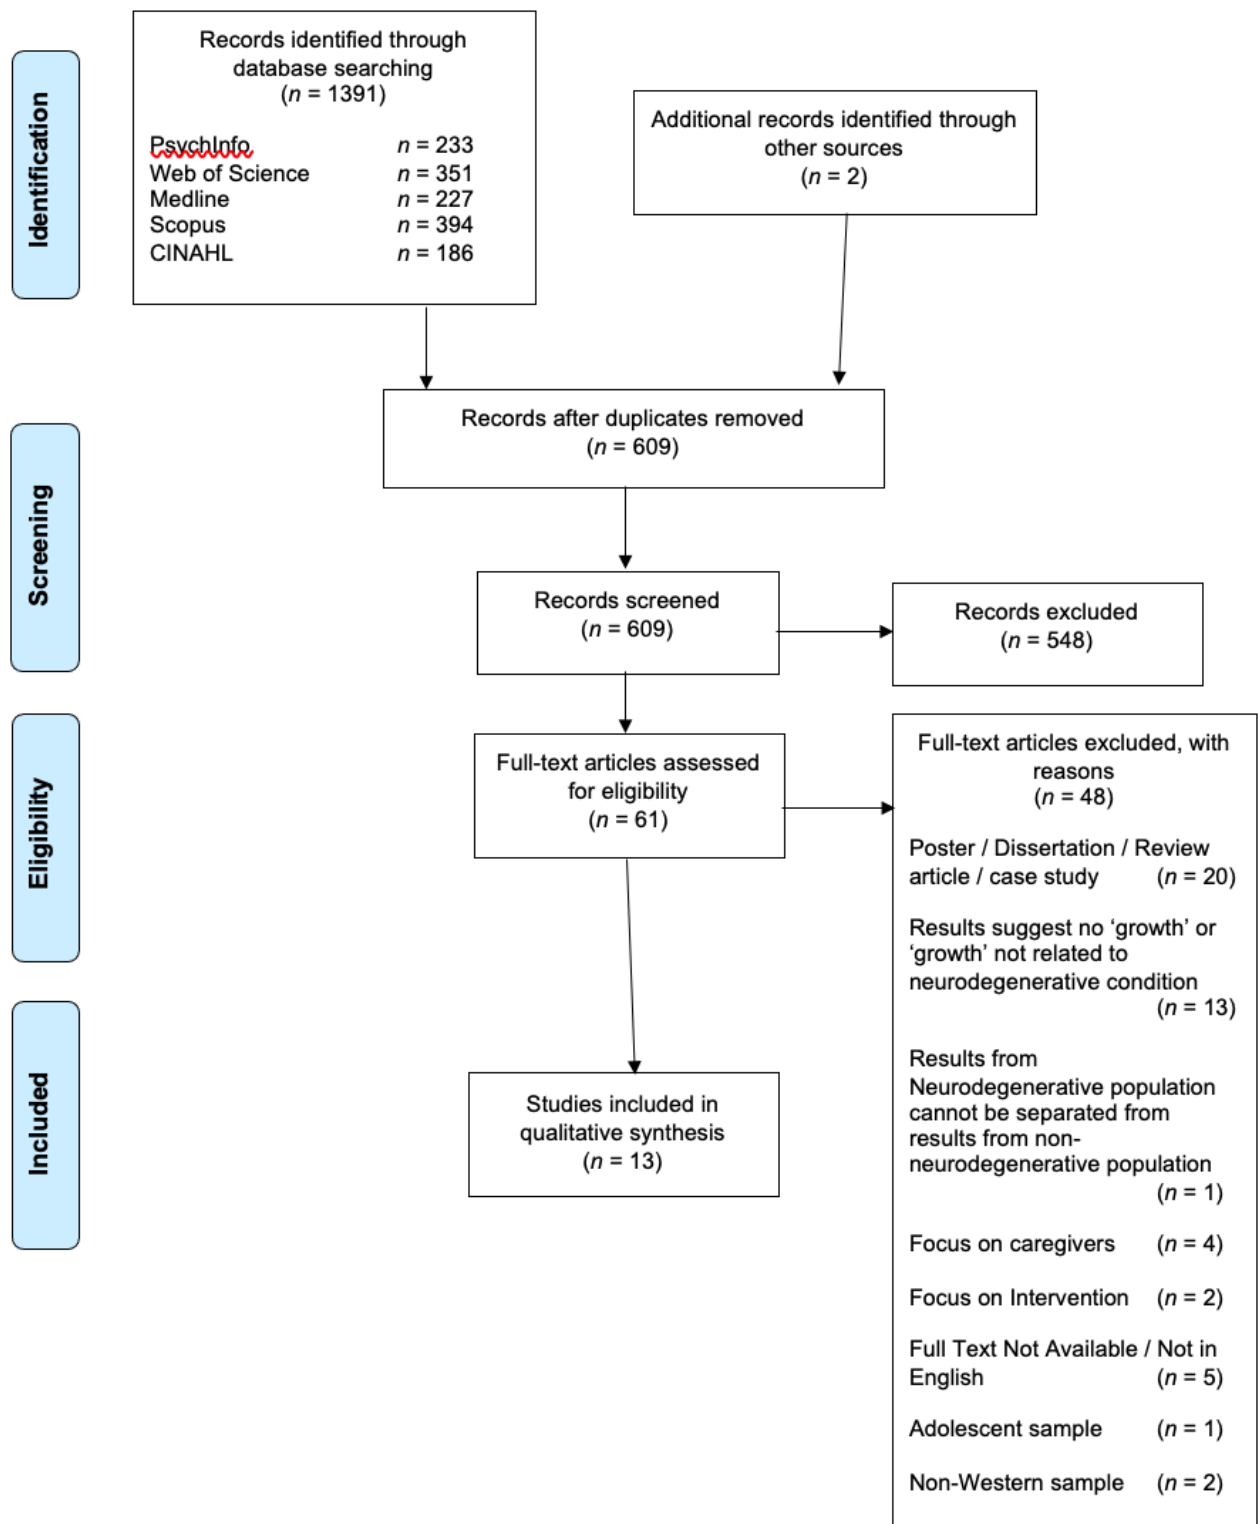 Identification
Records identified through
database searching
(n = 1391)
PsychInfo n = 233
Web of Science n = 351
Medline n = 227
Scopus n = 394
CINAHL n = 186
Additional records identified through
other sources
(n = 2)
Records after duplicates removed
(n = 609)
Screening
Records screened
(n = 609)
Records excluded
(n = 548)
Eligibility
Full-text articles assessed
for eligibility
(n = 61)
Full-text articles excluded, with
reasons
(n = 48)
Poster / Dissertation / Review
article / case study (n = 20)
Results suggest no ‘growth’ or
‘growth’ not related to
neurodegenerative condition
(n = 13)
Results from
Neurodegenerative population
cannot be separated from
results from non-
neurodegenerative population
(n = 1)
Focus on caregivers (n = 4)
Focus on Intervention (n = 2)
Full Text Not Available / Not in
English (n = 5)
Adolescent sample (n = 1)
Non-Western sample (n = 2)
Included
Studies included in
qualitative synthesis
(n = 13)